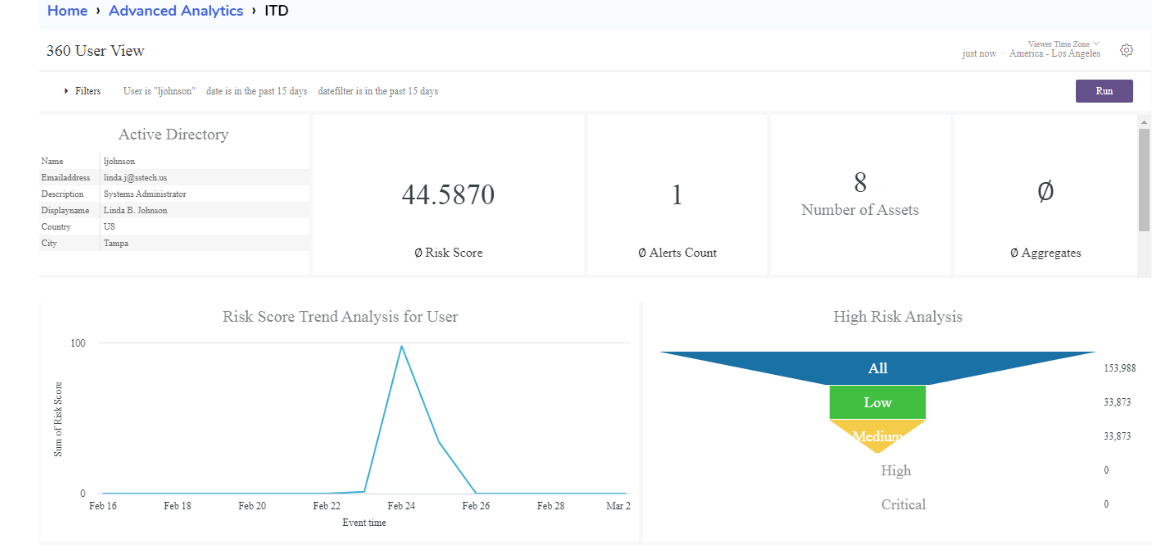 Home › Advanced Analytics › ITD
360 User View
Viewer Time Zone
just now · America - Los Angeles
Filters User is "ljohnson" date is in the past 15 days datefilter is in the past 15 days
Run
Active Directory
Name ljohnson
Emailaddress linda.j@sstech.us
Description Systems Administrator
Displayname Linda B. Johnson
Country US
City Tampa
44.5870
Ø Risk Score
1
Ø Alerts Count
8
Number of Assets
Ø
Ø Aggregates
Risk Score Trend Analysis for User
100
Sum of Risk Score
0
Feb 16 Feb 18 Feb 20 Feb 22 Feb 24 Feb 26 Feb 28 Mar 2
Event time
High Risk Analysis
All 153,988
Low 33,873
Medium 33,873
High 0
Critical 0